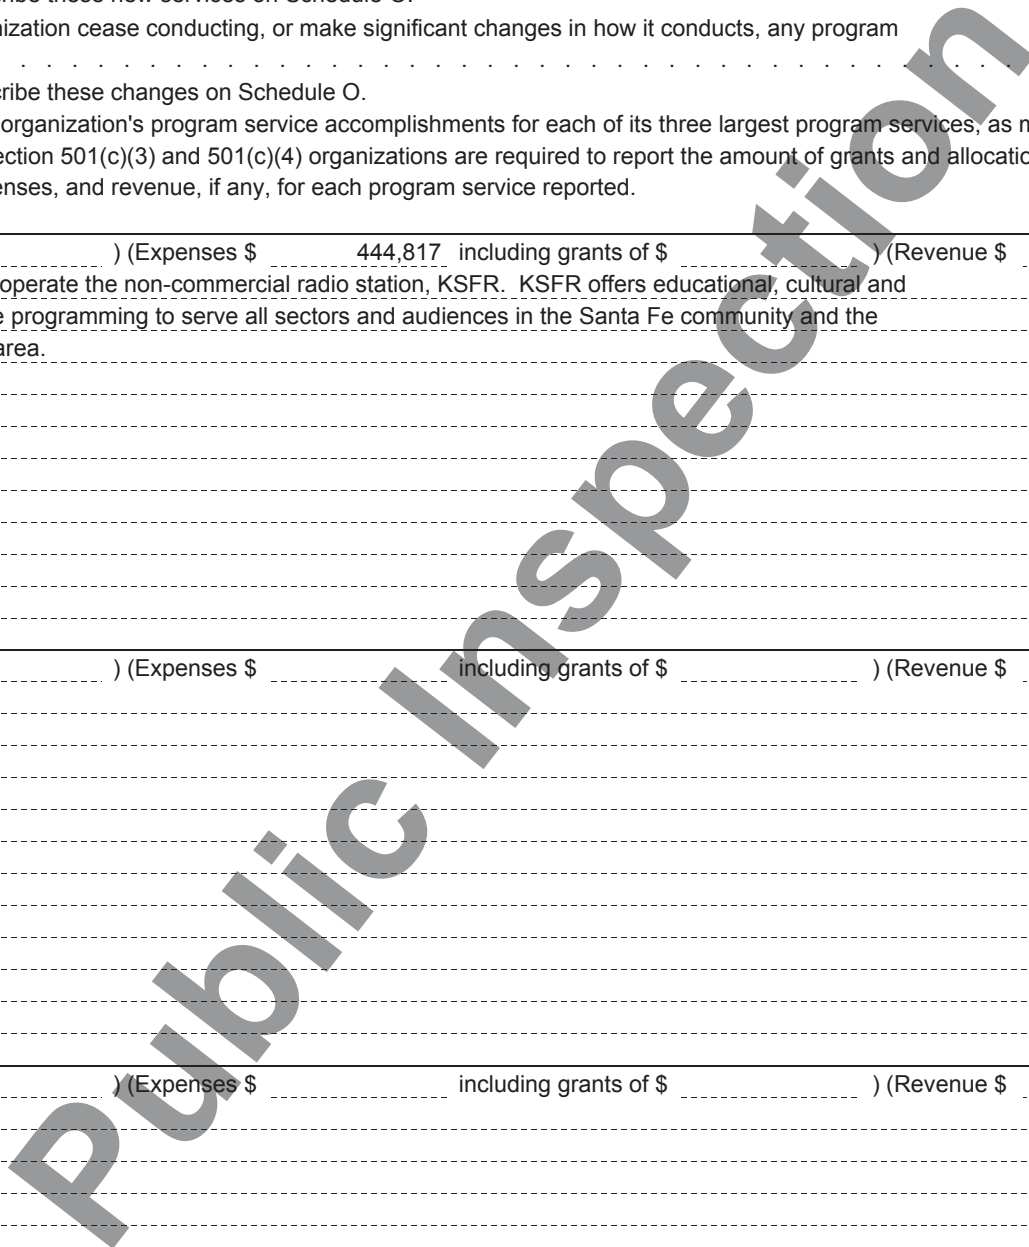 ribe these new services on Schedule O.
nization cease conducting, or make significant changes in how it conducts, any program
. . . . . . . . . . . . . . . . . . . . . . . . . . . . . . . . . . . . . .
cribe these changes on Schedule O.
organization's program service accomplishments for each of its three largest program services, as m
ection 501(c)(3) and 501(c)(4) organizations are required to report the amount of grants and allocatio
enses, and revenue, if any, for each program service reported.
) (Expenses $ 444,817 including grants of $ ) (Revenue $
operate the non-commercial radio station, KSFR. KSFR offers educational, cultural and
e programming to serve all sectors and audiences in the Santa Fe community and the
area.
) (Expenses $ including grants of $ ) (Revenue $
) (Expenses $ including grants of $ ) (Revenue $
Public Inspection